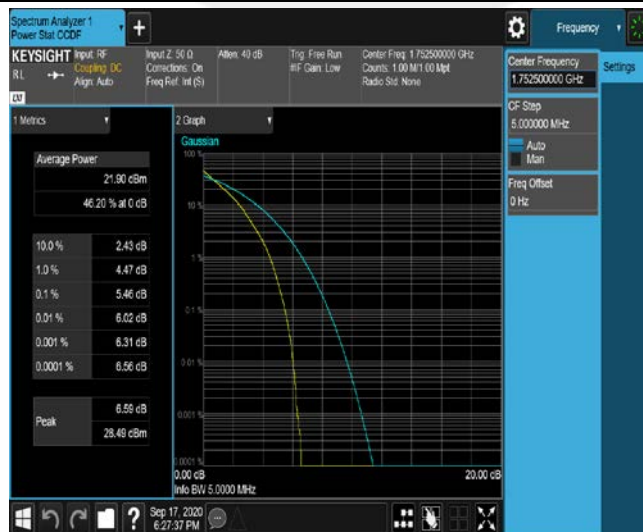 Spectrum Analyzer 1
Power Stat CCDF
+
Frequency
KEYSIGHT
RL
LXI
Input: RF
Coupling: DC
Align: Auto
Input Z: 50 Ω
Corrections: On
Freq Ref: Int (S)
Atten: 40 dB
Trig: Free Run
#IF Gain: Low
Center Freq: 1.752500000 GHz
Counts: 1.00 M/1.00 Mpt
Radio Std: None
Center Frequency
1.752500000 GHz
Settings
CF Step
5.000000 MHz
Auto
Man
Freq Offset
0 Hz
1 Metrics
Average Power
21.90 dBm
46.20 % at 0 dB
10.0 % 2.43 dB
1.0 % 4.47 dB
0.1 % 5.46 dB
0.01 % 6.02 dB
0.001 % 6.31 dB
0.0001 % 6.56 dB
Peak
6.59 dB
28.49 dBm
2 Graph
Gaussian
100 %
10 %
1 %
0.1 %
0.01 %
0.001 %
0.0001 %
0.00 dB 20.00 dB
Info BW 5.0000 MHz
?
Sep 17, 2020
6:27:37 PM